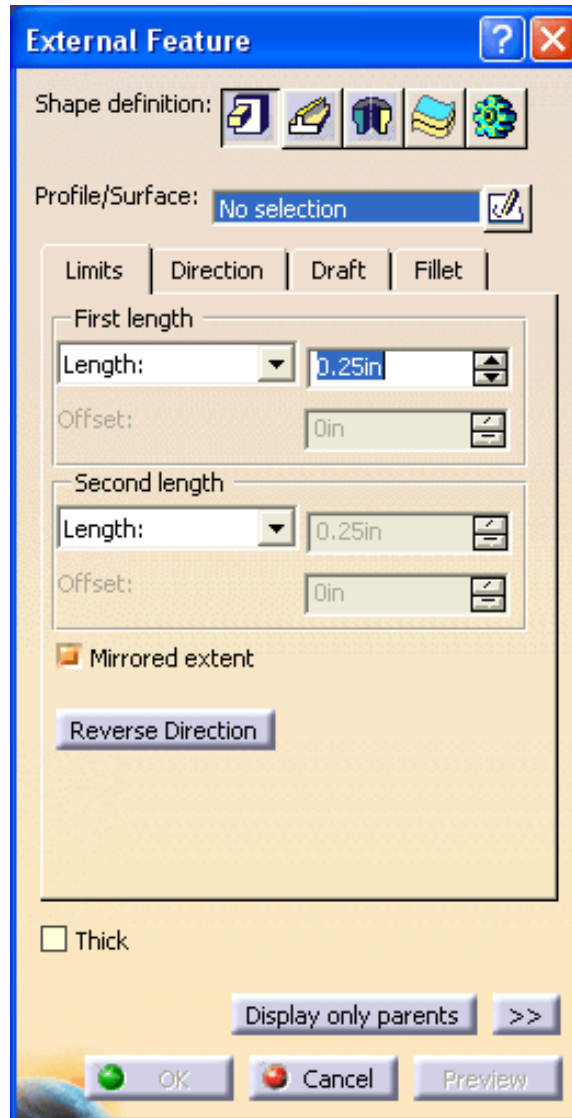 External Feature
Shape definition:
Profile/Surface: No selection
Limits Direction Draft Fillet
First length
Length: 0.25in
Offset: 0in
Second length
Length: 0.25in
Offset: 0in
Mirrored extent
Reverse Direction
Thick
Display only parents >>
OK Cancel Preview